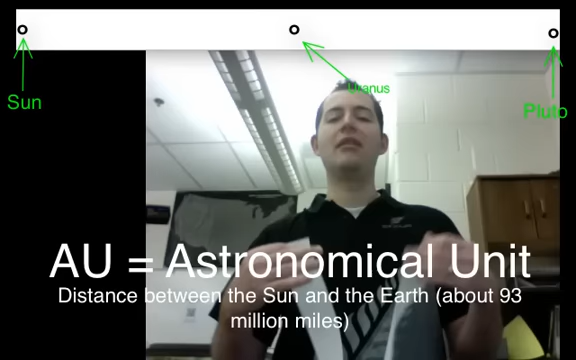 Sun
Uranus
Pluto
AU = Astronomical Unit
Distance between the Sun and the Earth (about 93
million miles)